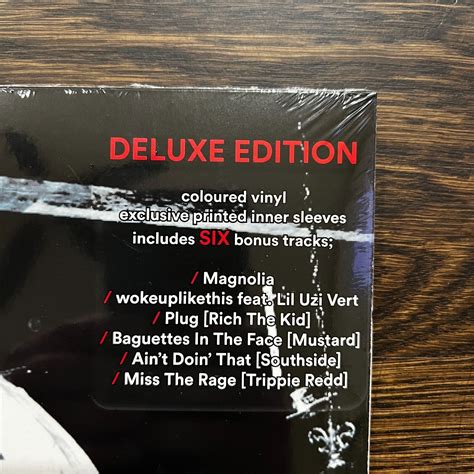 DELUXE EDITION
coloured vinyl
exclusive printed inner sleeves
includes SIX bonus tracks;
/ Magnolia
/ wokeuplikethis feat. Lil Uzi Vert
/ Plug [Rich The Kid]
/ Baguettes In The Face [Mustard]
/ Ain't Doin' That [Southside]
/ Miss The Rage [Trippie Redd]